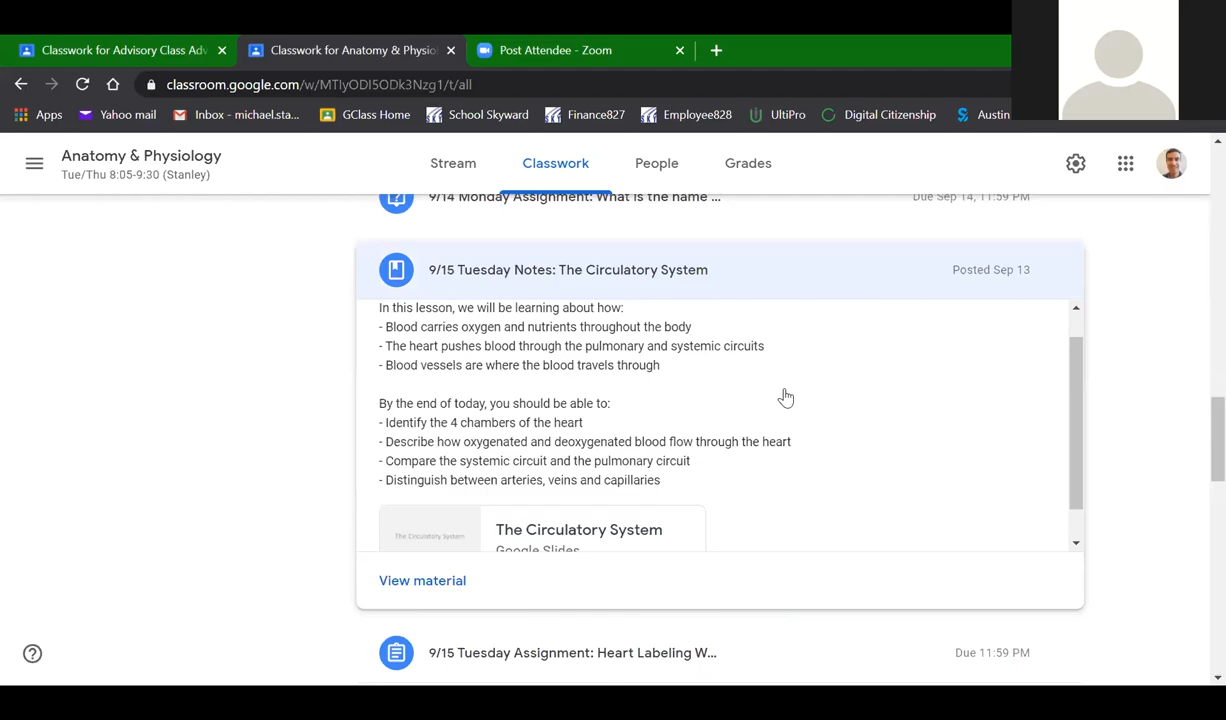 Classwork for Advisory Class Adv
Classwork for Anatomy & Physiol
Post Attendee - Zoom
classroom.google.com/w/MTIyODI5ODk3Nzg1/t/all
Apps
Yahoo mail
Inbox - michael.sta...
GClass Home
School Skyward
Finance827
Employee828
UltiPro
Digital Citizenship
Austin
Anatomy & Physiology
Tue/Thu 8:05-9:30 (Stanley)
Stream
Classwork
People
Grades
9/14 Monday Assignment: What is the name ...
Due Sep 14, 11:59 PM
9/15 Tuesday Notes: The Circulatory System
Posted Sep 13
In this lesson, we will be learning about how:
- Blood carries oxygen and nutrients throughout the body
- The heart pushes blood through the pulmonary and systemic circuits
- Blood vessels are where the blood travels through
By the end of today, you should be able to:
- Identify the 4 chambers of the heart
- Describe how oxygenated and deoxygenated blood flow through the heart
- Compare the systemic circuit and the pulmonary circuit
- Distinguish between arteries, veins and capillaries
The Circulatory System
The Circulatory System
Google Slides
View material
9/15 Tuesday Assignment: Heart Labeling W...
Due 11:59 PM